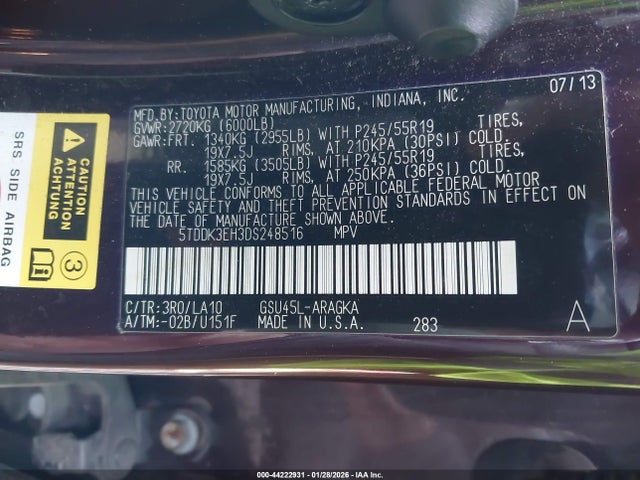 MFD.BY:TOYOTA MOTOR MANUFACTURING, INDIANA, INC. 07/13
GVWR:2720KG (6000LB)
GAWR:FRT. 1340KG (2955LB) WITH P245/55R19 TIRES,
19X7.5J RIMS, AT 210KPA (30PSI) COLD.
RR. 1585KG (3505LB) WITH P245/55R19 TIRES,
19X7.5J RIMS, AT 250KPA (36PSI) COLD.
THIS VEHICLE CONFORMS TO ALL APPLICABLE FEDERAL MOTOR
VEHICLE SAFETY AND THEFT PREVENTION STANDARDS IN EFFECT ON
THE DATE OF MANUFACTURE SHOWN ABOVE.
5TDDK3EH3DS248516 MPV
C/TR:3R0/LA10 GSU45L-ARAGKA
A/TM:-02B/U151F MADE IN U.S.A. 283 A
SRS SIDE AIRBAG
CAUTION
ATTENTION
ACHTUNG
3
000-44222931 - 01/28/2026 - IAA Inc.